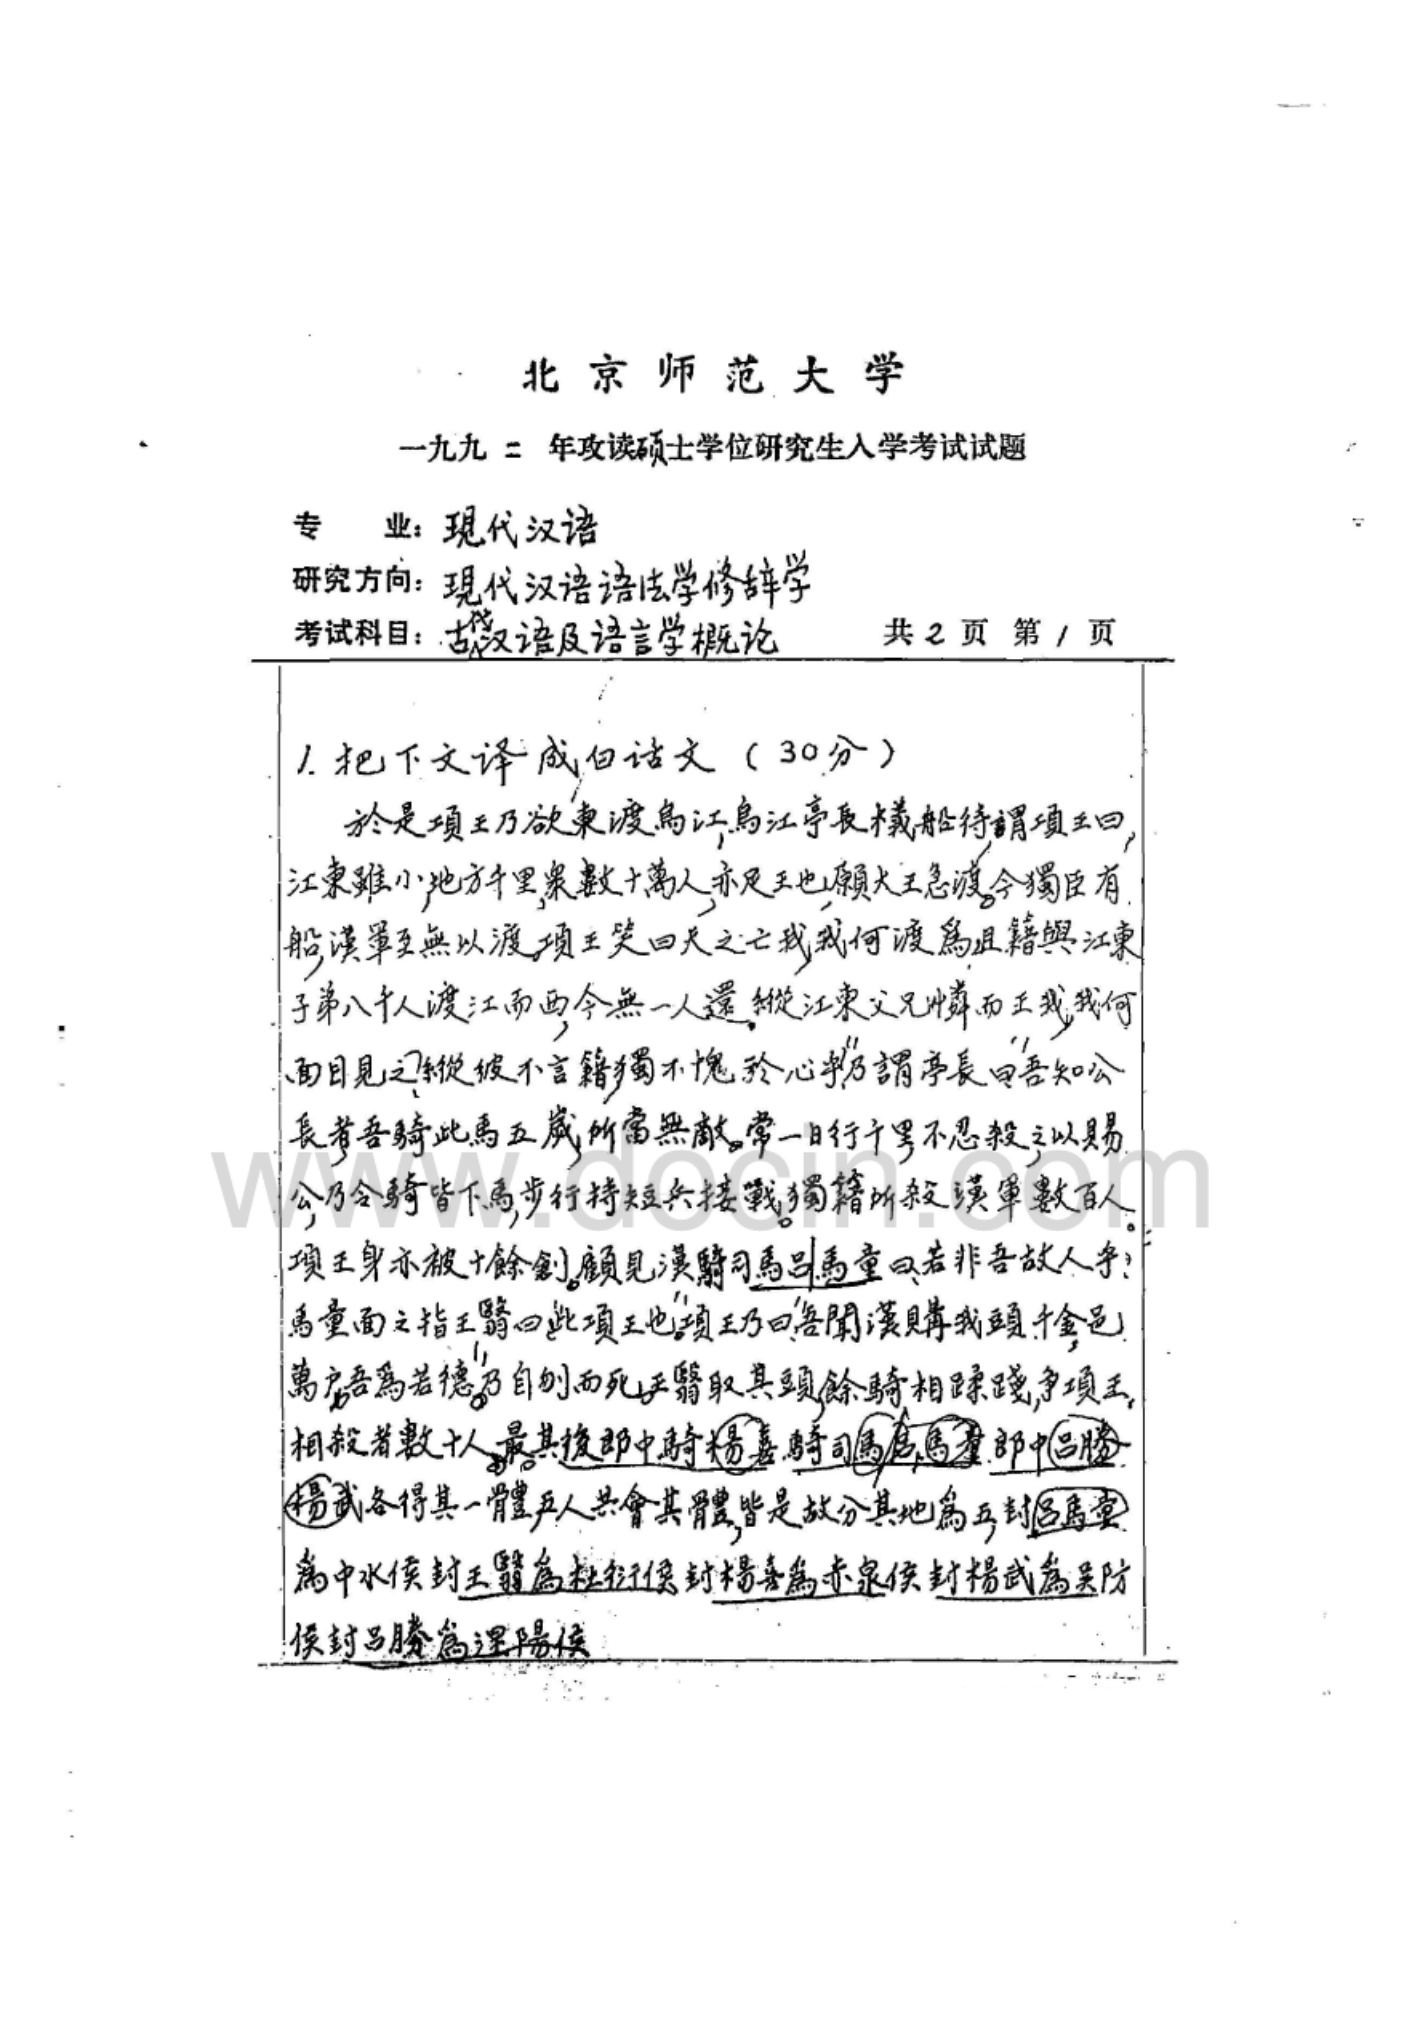 北京师范大学
一九九二年攻读硕士学位研究生入学考试试题
专 业：現代汉语
研究方向：現代汉语语法学修辞学
考试科目：古代汉语及语言学概论 共2页 第1页
1. 把下文译成白话文（30分）
於是項王乃欲東渡烏江，烏江亭長檥船待，謂項王曰，
江東雖小，地方千里，衆數十萬人，亦足王也，願大王急渡。今獨臣有
船，漢軍至無以渡。項王笑曰天之亡我，我何渡爲且籍與江東
子弟八千人渡江而西，今無一人還。縱江東父兄憐而王我，我何
面目見之？縱彼不言籍，獨不愧於心乎”乃謂亭長曰“吾知公
長者，吾騎此馬五嵗，所當無敵。常一日行千里，不忍殺之，以賜
公，乃令騎皆下馬，步行持短兵接戰。獨籍所殺漢軍數百人。
項王身亦被十餘創。顧見漢騎司馬呂馬童曰，若非吾故人乎？
馬童面之指王翳曰此項王也”。項王乃曰“吾聞漢購我頭千金，邑
萬户，吾爲若德”。乃自刎而死。王翳取其頭，餘騎相蹂踐，争項王，
相殺者數十人。最其後郎中騎楊喜騎司馬 馬童郎中吕勝
楊武各得其一體，五人共會其體，皆是故分其地爲五，封吕馬童
爲中水侯封王翳爲杜衍侯封楊喜爲赤泉侯封楊武爲吴防
侯封吕勝爲涅陽侯
www.docin.com